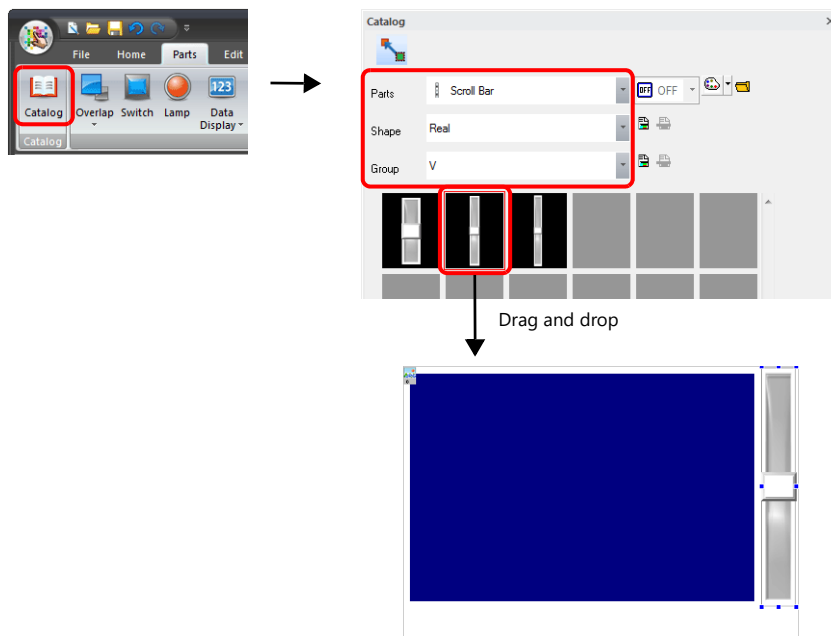 File Home Parts Edit
Catalog Overlap Switch Lamp Data
Display
Catalog
Catalog
Parts Scroll Bar OFF OFF
Shape Real
Group V
Drag and drop